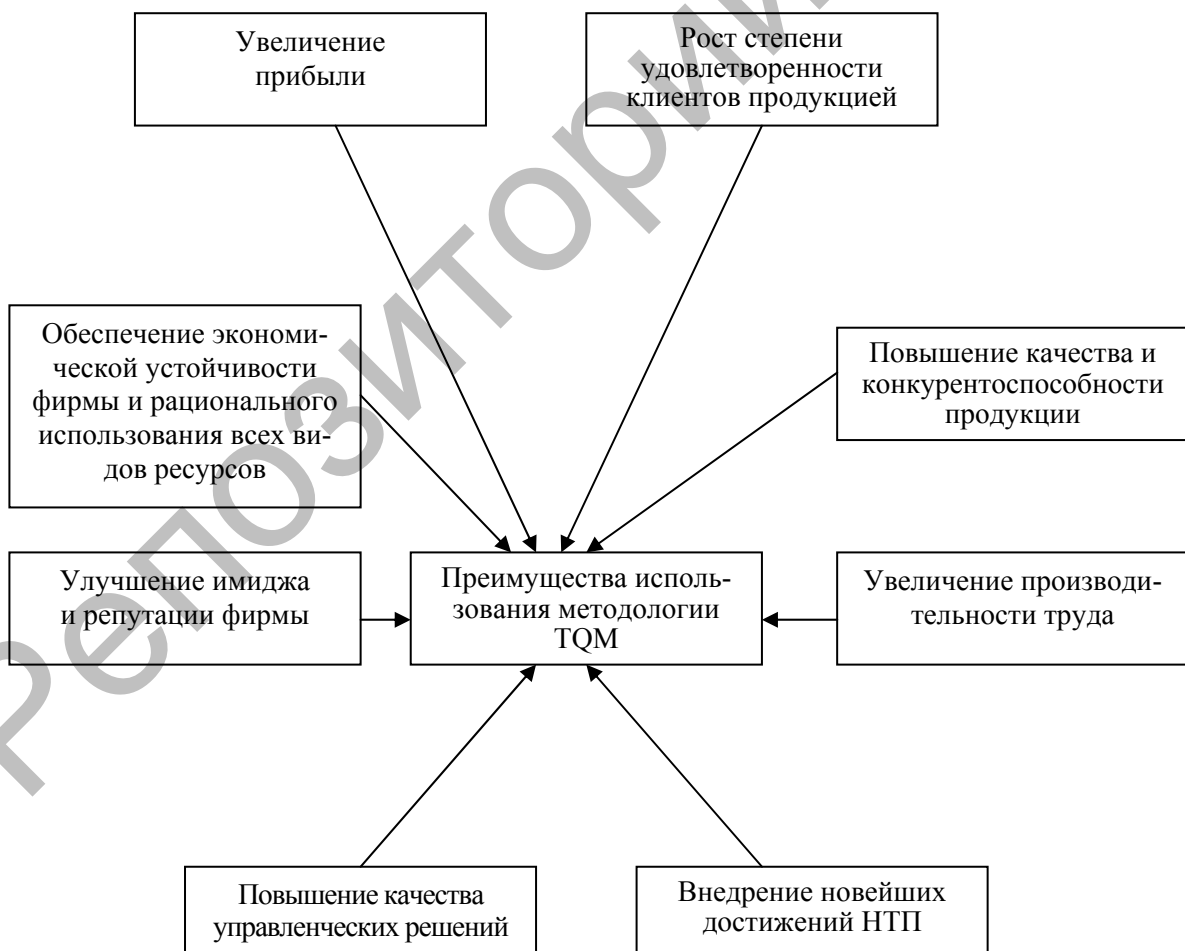 Увеличение
прибыли
Рост степени
удовлетворенности
клиентов продукцией
Обеспечение экономи-
ческой устойчивости
фирмы и рационального
использования всех ви-
дов ресурсов
Повышение качества и
конкурентоспособности
продукции
Улучшение имиджа
и репутации фирмы
Преимущества исполь-
зования методологии
TQM
Увеличение производи-
тельности труда
Повышение качества
управленческих решений
Внедрение новейших
достижений НТП
Репозитори